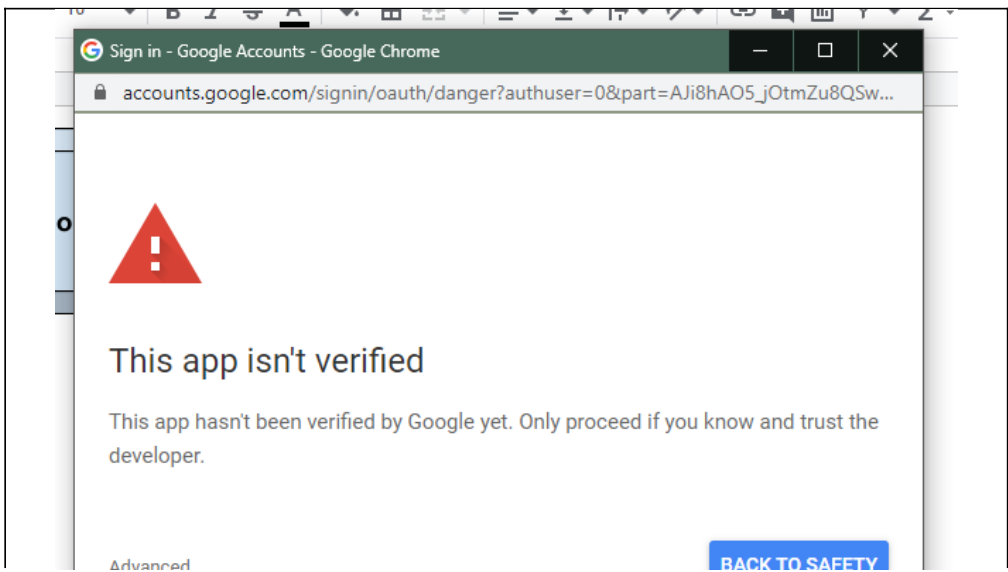 10 B I S A
Sign in - Google Accounts - Google Chrome
accounts.google.com/signin/oauth/danger?authuser=0&part=AJi8hAO5_jOtmZu8QSw...
o
This app isn't verified
This app hasn't been verified by Google yet. Only proceed if you know and trust the
developer.
Advanced
BACK TO SAFETY